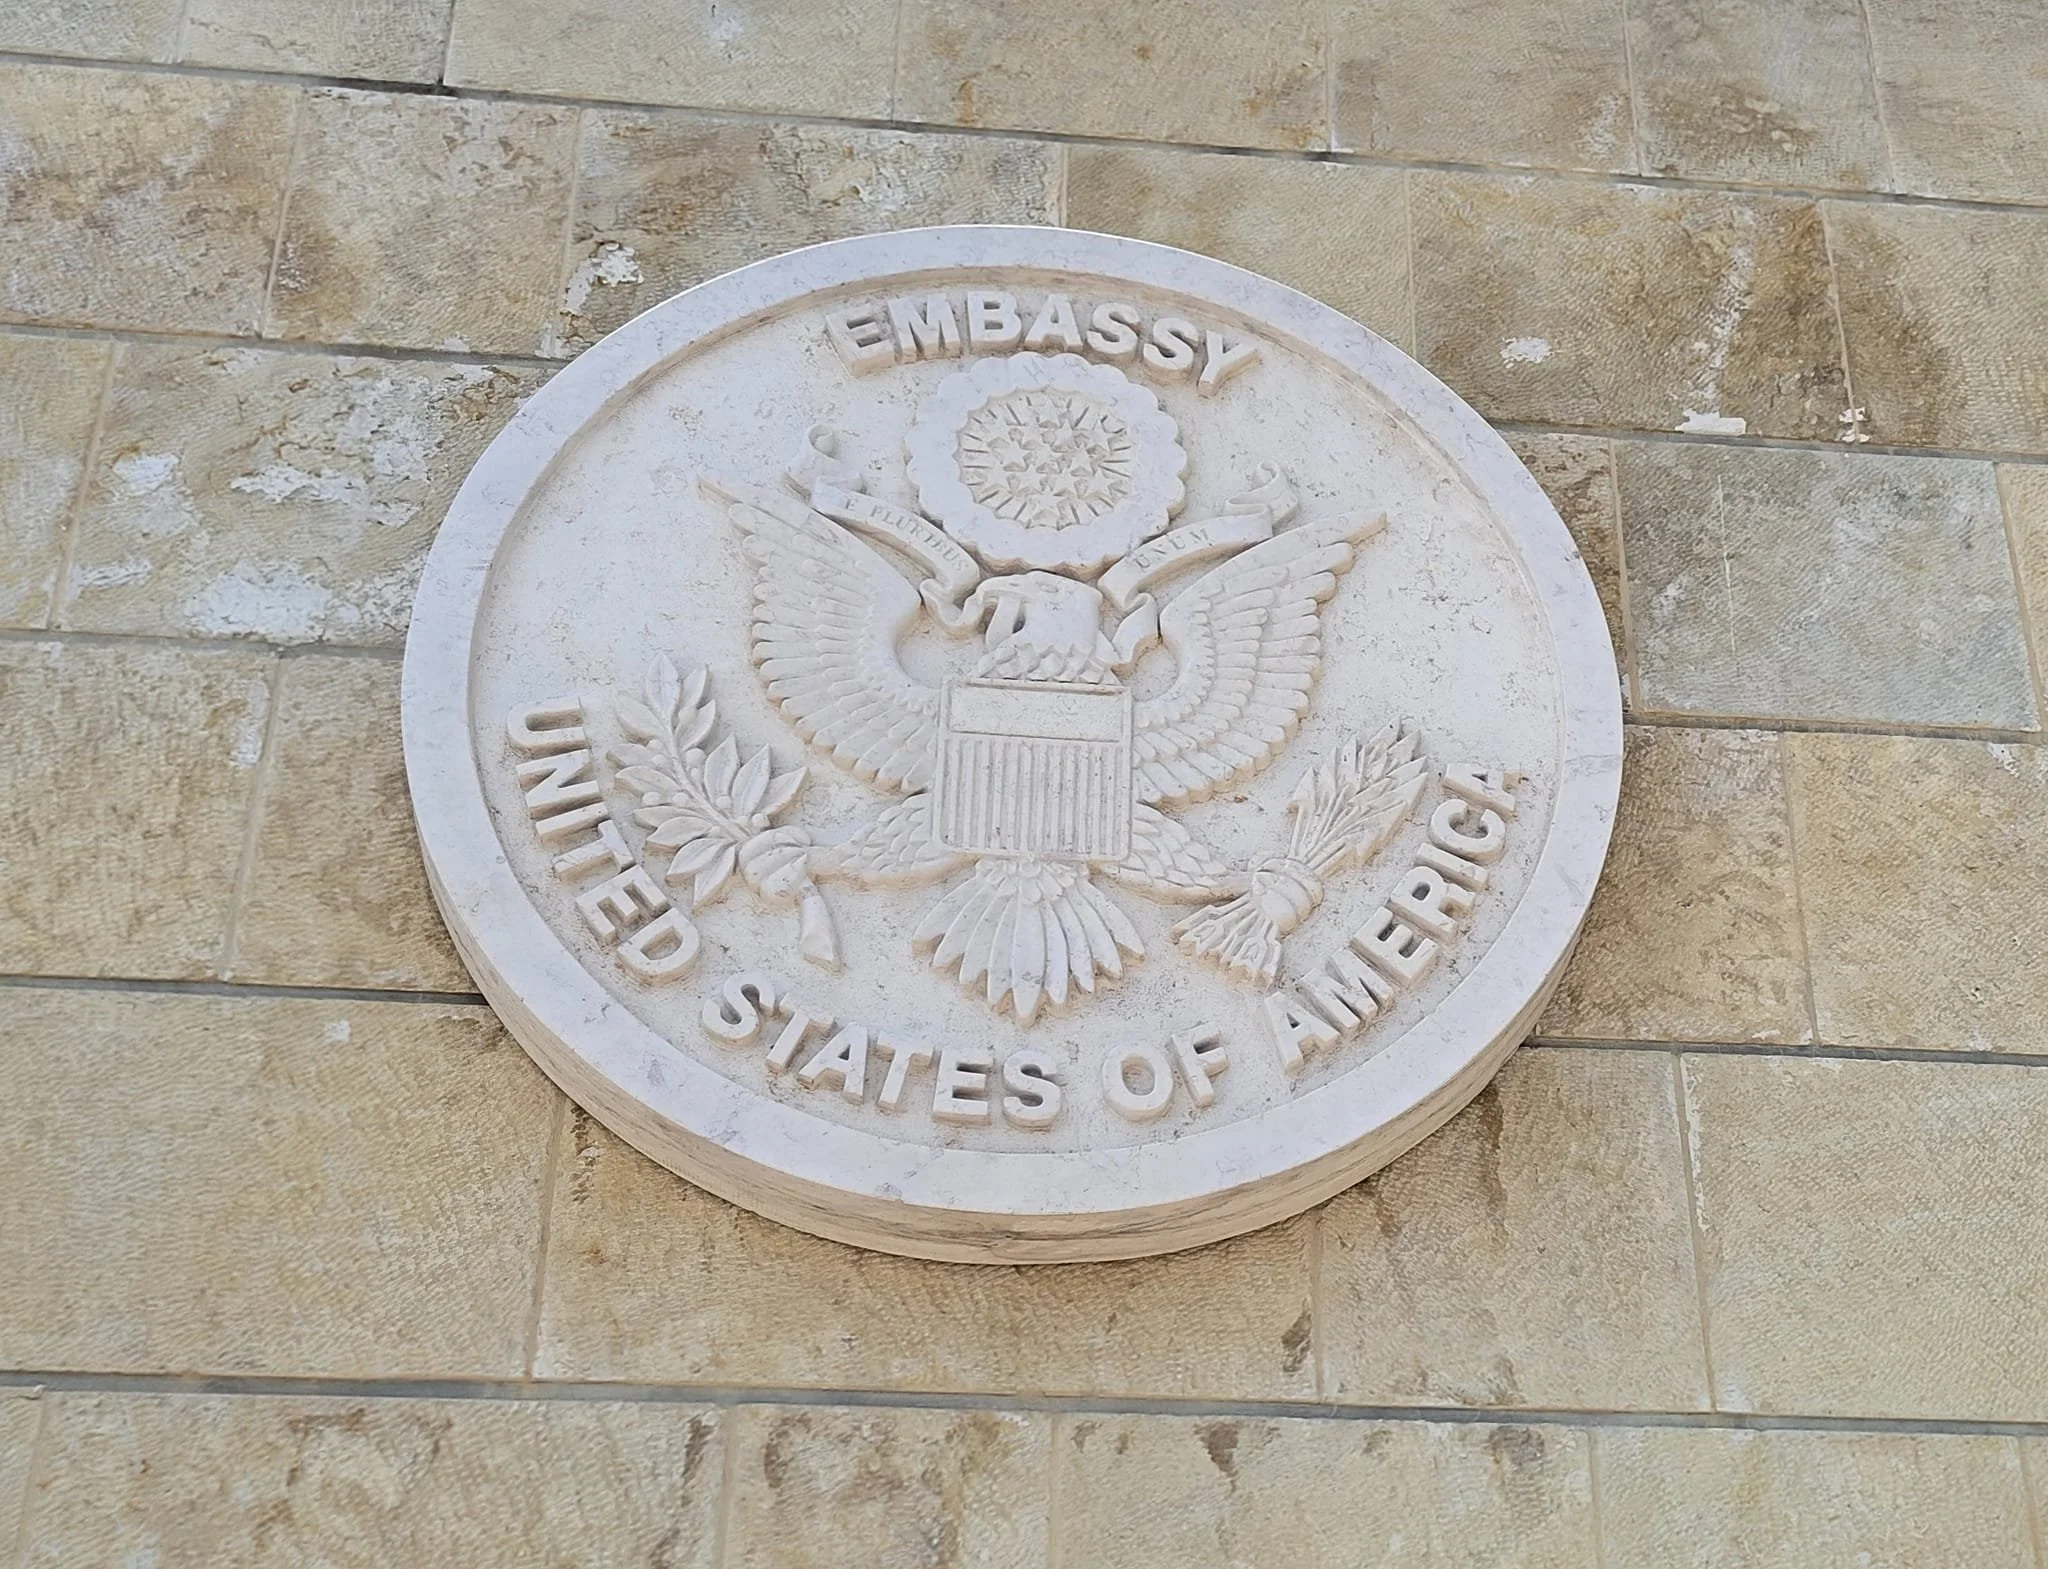 EMBASSY
E PLURIBUS UNUM
UNITED STATES OF AMERICA